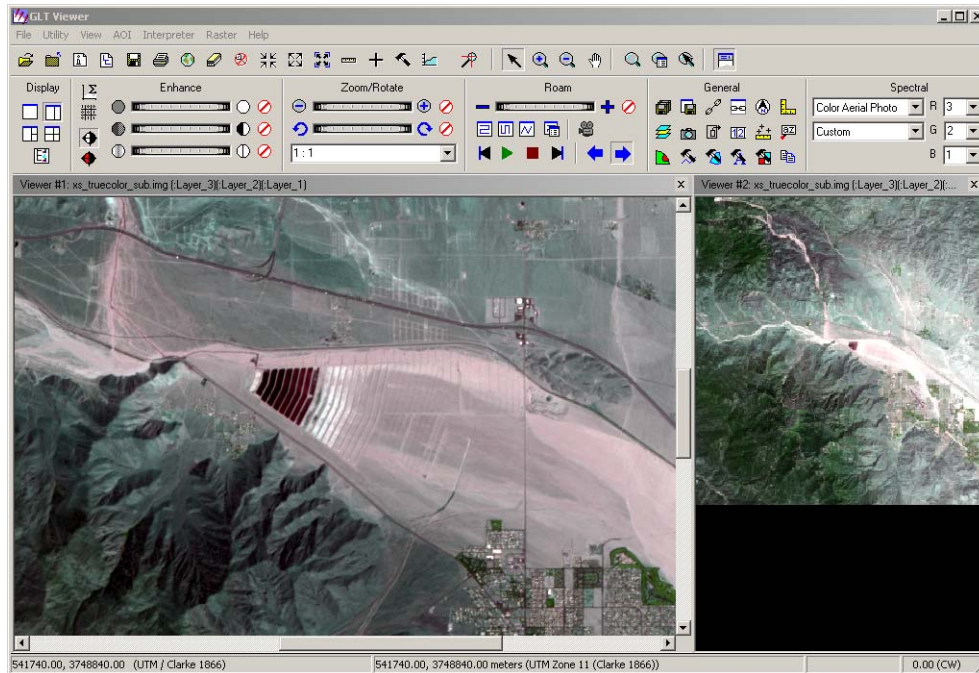 GLT Viewer
File Utility View AOI Interpreter Raster Help
Display Enhance Zoom/Rotate Roam General Spectral
Color Aerial Photo R 3
Custom G 2
1 : 1
B 1
Viewer #1: xs_truecolor_sub.img (:Layer_3)(:Layer_2)(:Layer_1)
Viewer #2: xs_truecolor_sub.img (:Layer_3)(:Layer_2)(:...
541740.00, 3748840.00 (UTM / Clarke 1866)
541740.00, 3748840.00 meters (UTM Zone 11 (Clarke 1866))
0.00 (CW)